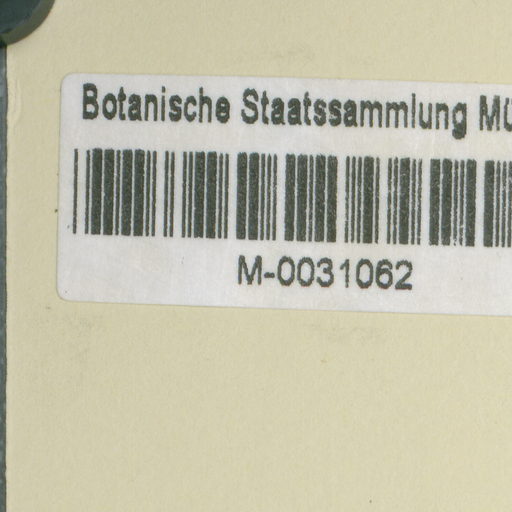 Botanische Staatssammlung Mü
M-0031062